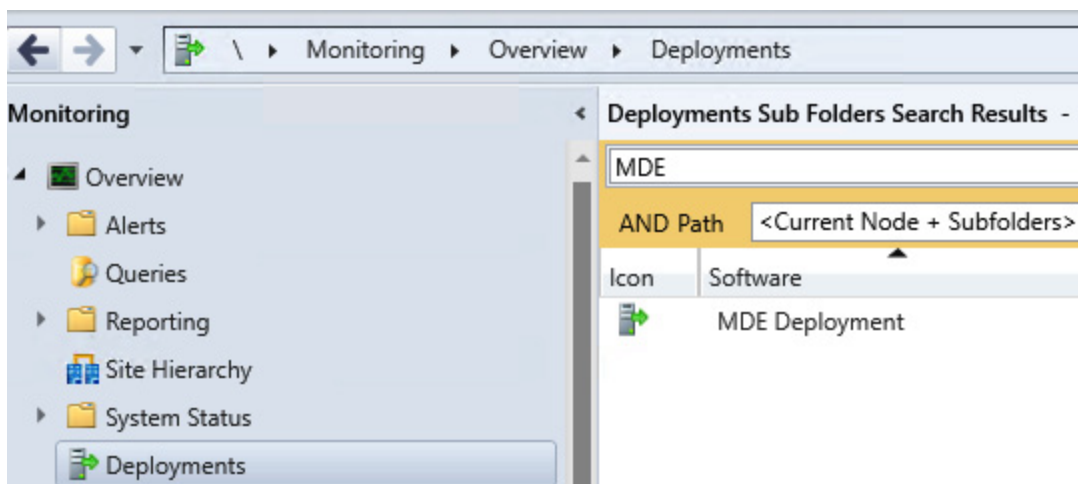 \ Monitoring Overview Deployments
Monitoring
Deployments Sub Folders Search Results -
Overview
Alerts
Queries
Reporting
Site Hierarchy
System Status
Deployments
MDE
AND Path <Current Node + Subfolders>
Icon Software
MDE Deployment